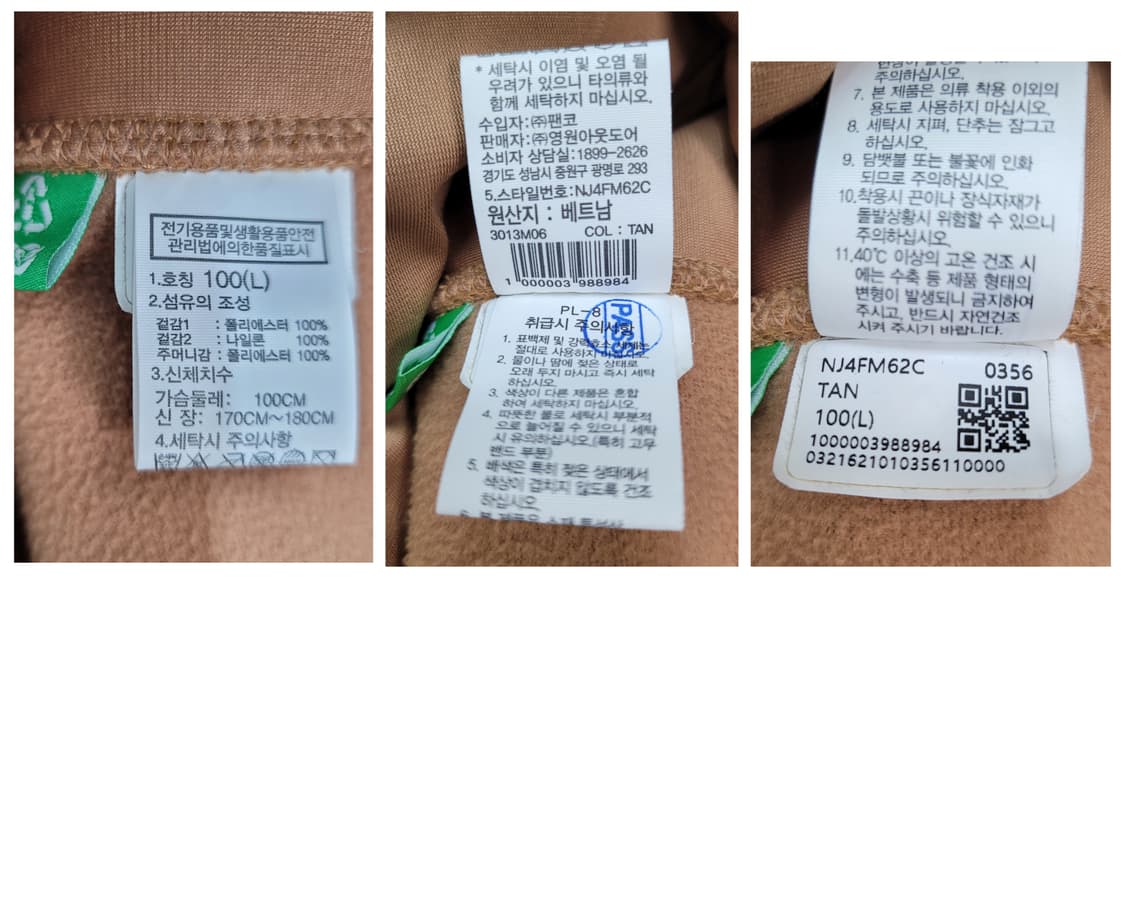 전기용품및생활용품안전
관리법에의한품질표시
1.호칭 100(L)
2.섬유의 조성
겉감1 : 폴리에스터 100%
겉감2 : 나일론 100%
주머니감 : 폴리에스터 100%
3.신체치수
가슴둘레: 100CM
신 장: 170CM~180CM
4.세탁시 주의사항
* 세탁시 이염 및 오염 될
우려가 있으니 타의류와
함께 세탁하지 마십시오.
수입자:㈜팬코
판매자:㈜영원아웃도어
소비자 상담실:1899-2626
경기도 성남시 중원구 광명로 293
5.스타일번호:NJ4FM62C
원산지 : 베트남
3013M06 COL : TAN
1 000003 988984
PL-8
PASS
취급시 주의사항
1. 표백제 및 강력효소 세제는
절대로 사용하지 마십시오.
2. 물이나 땀에 젖은 상태로
오래 두지 마시고 즉시 세탁
하십시오.
3. 색상이 다른 제품은 혼합
하여 세탁하지 마십시오.
4. 따뜻한 물로 세탁시 부분적
으로 늘어질 수 있으니 세탁
시 유의하십시오.(특히 고무
밴드 부분)
5. 배색은 특히 젖은 상태에서
색상이 겹치지 않도록 건조
하십시오.
주의하십시오.
7. 본 제품은 의류 착용 이외의
용도로 사용하지 마십시오.
8. 세탁시 지퍼, 단추는 잠그고
하십시오.
9. 담뱃불 또는 불꽃에 인화
되므로 주의하십시오.
10.착용시 끈이나 장식자재가
돌발상황시 위험할 수 있으니
주의하십시오.
11.40℃ 이상의 고온 건조 시
에는 수축 등 제품 형태의
변형이 발생되니 금지하여
주시고, 반드시 자연건조
시켜 주시기 바랍니다.
NJ4FM62C 0356
TAN
100(L)
1000003988984
0321621010356110000